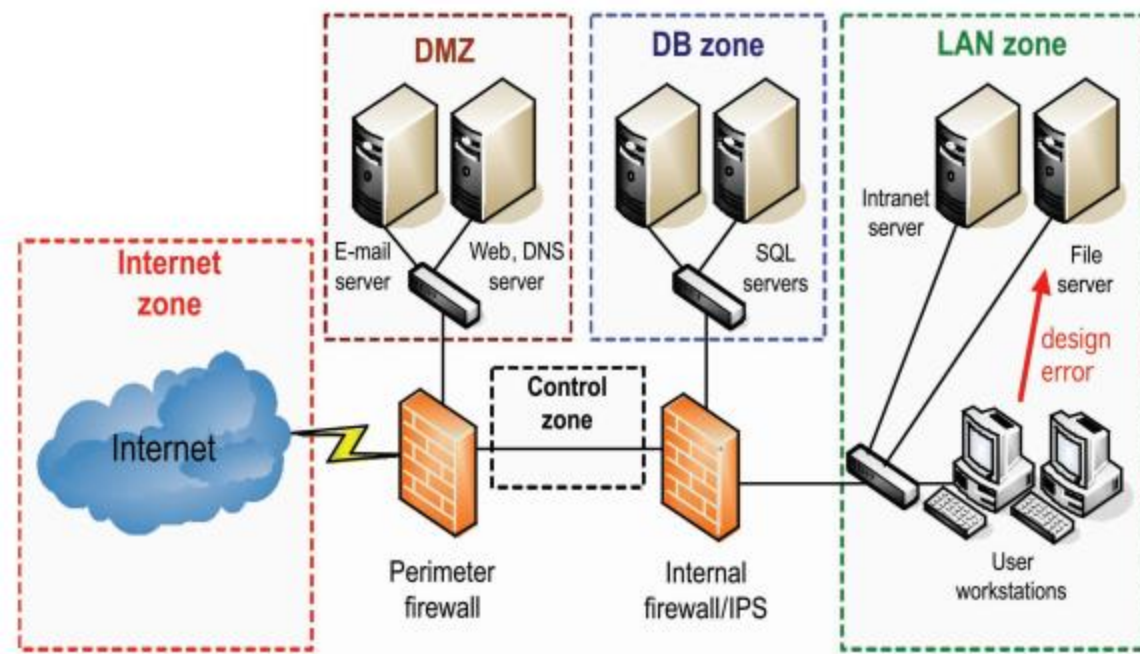 DMZ
DB zone
LAN zone
E-mail
server
Web, DNS
server
SQL
servers
Intranet
server
File
server
design
error
Internet
zone
Internet
Control
zone
Perimeter
firewall
Internal
firewall/IPS
User
workstations